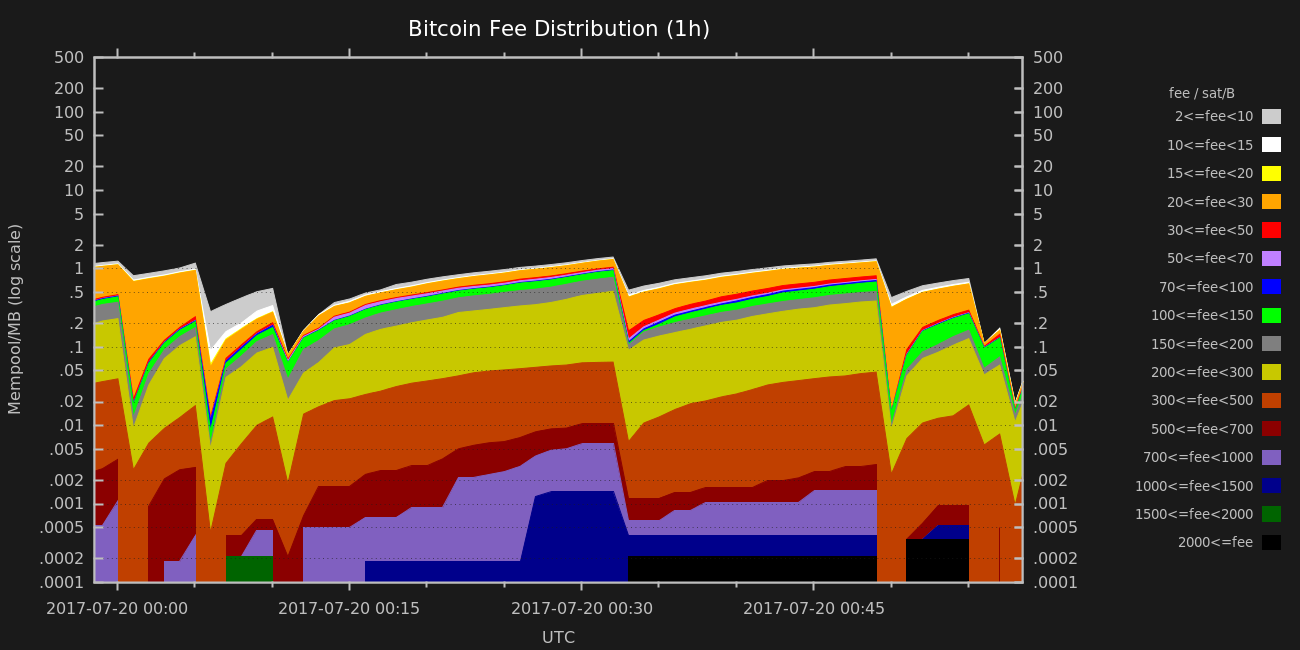 Bitcoin Fee Distribution (1h)
Mempool/MB (log scale)
500
200
100
50
20
10
5
2
1
.5
.2
.1
.05
.02
.01
.005
.002
.001
.0005
.0002
.0001
500
200
100
50
20
10
5
2
1
.5
.2
.1
.05
.02
.01
.005
.002
.001
.0005
.0002
.0001
2017-07-20 00:00 2017-07-20 00:15 2017-07-20 00:30 2017-07-20 00:45
UTC
fee / sat/B
2<=fee<10
10<=fee<15
15<=fee<20
20<=fee<30
30<=fee<50
50<=fee<70
70<=fee<100
100<=fee<150
150<=fee<200
200<=fee<300
300<=fee<500
500<=fee<700
700<=fee<1000
1000<=fee<1500
1500<=fee<2000
2000<=fee